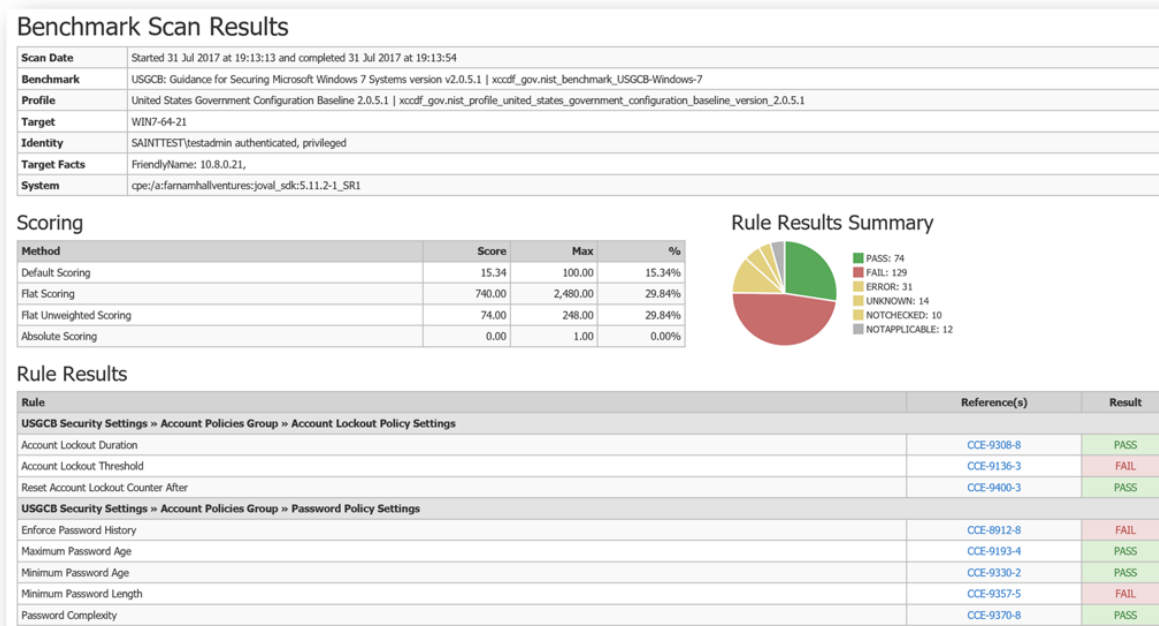 Benchmark Scan Results
Scan Date Started 31 Jul 2017 at 19:13:13 and completed 31 Jul 2017 at 19:13:54
Benchmark USGCB: Guidance for Securing Microsoft Windows 7 Systems version v2.0.5.1 | xccdf_gov.nist_benchmark_USGCB-Windows-7
Profile United States Government Configuration Baseline 2.0.5.1 | xccdf_gov.nist_profile_united_states_government_configuration_baseline_version_2.0.5.1
Target WIN7-64-21
Identity SAINTTEST\testadmin authenticated, privileged
Target Facts FriendlyName: 10.8.0.21,
System cpe:/a:farnamhallventures:joval_sdk:5.11.2-1_SR1
Scoring
Method Score Max %
Default Scoring 15.34 100.00 15.34%
Flat Scoring 740.00 2,480.00 29.84%
Flat Unweighted Scoring 74.00 248.00 29.84%
Absolute Scoring 0.00 1.00 0.00%
Rule Results Summary
PASS: 74
FAIL: 129
ERROR: 31
UNKNOWN: 14
NOTCHECKED: 10
NOTAPPLICABLE: 12
Rule Results
Rule Reference(s) Result
USGCB Security Settings » Account Policies Group » Account Lockout Policy Settings
Account Lockout Duration CCE-9308-8 PASS
Account Lockout Threshold CCE-9136-3 FAIL
Reset Account Lockout Counter After CCE-9400-3 PASS
USGCB Security Settings » Account Policies Group » Password Policy Settings
Enforce Password History CCE-8912-8 FAIL
Maximum Password Age CCE-9193-4 PASS
Minimum Password Age CCE-9330-2 PASS
Minimum Password Length CCE-9357-5 FAIL
Password Complexity CCE-9370-8 PASS